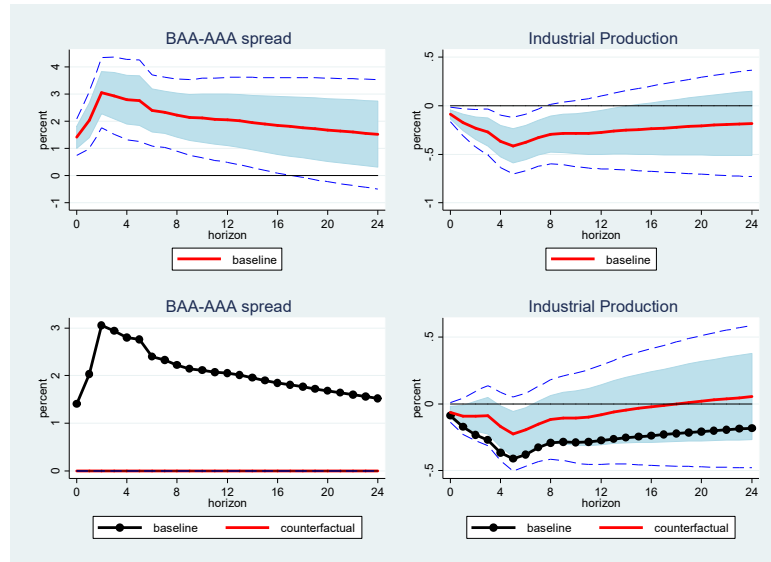 BAA-AAA spread
percent
-1 0 1 2 3 4
0 4 8 12 16 20 24
horizon
baseline
Industrial Production
percent
-1 -.5 0 .5
0 4 8 12 16 20 24
horizon
baseline
BAA-AAA spread
percent
0 1 2 3
0 4 8 12 16 20 24
horizon
baseline counterfactual
Industrial Production
percent
-.5 0 .5
0 4 8 12 16 20 24
horizon
baseline counterfactual